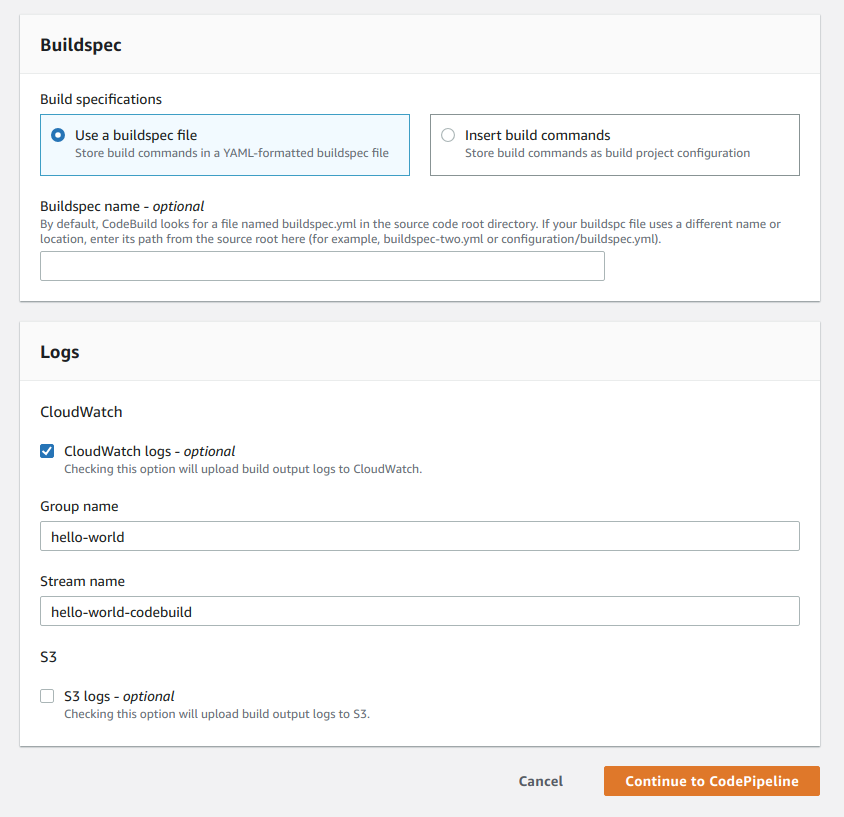 Buildspec
Build specifications
Use a buildspec file
Store build commands in a YAML-formatted buildspec file
Insert build commands
Store build commands as build project configuration
Buildspec name - optional
By default, CodeBuild looks for a file named buildspec.yml in the source code root directory. If your buildspc file uses a different name or
location, enter its path from the source root here (for example, buildspec-two.yml or configuration/buildspec.yml).
Logs
CloudWatch
CloudWatch logs - optional
Checking this option will upload build output logs to CloudWatch.
Group name
hello-world
Stream name
hello-world-codebuild
S3
S3 logs - optional
Checking this option will upload build output logs to S3.
Cancel
Continue to CodePipeline